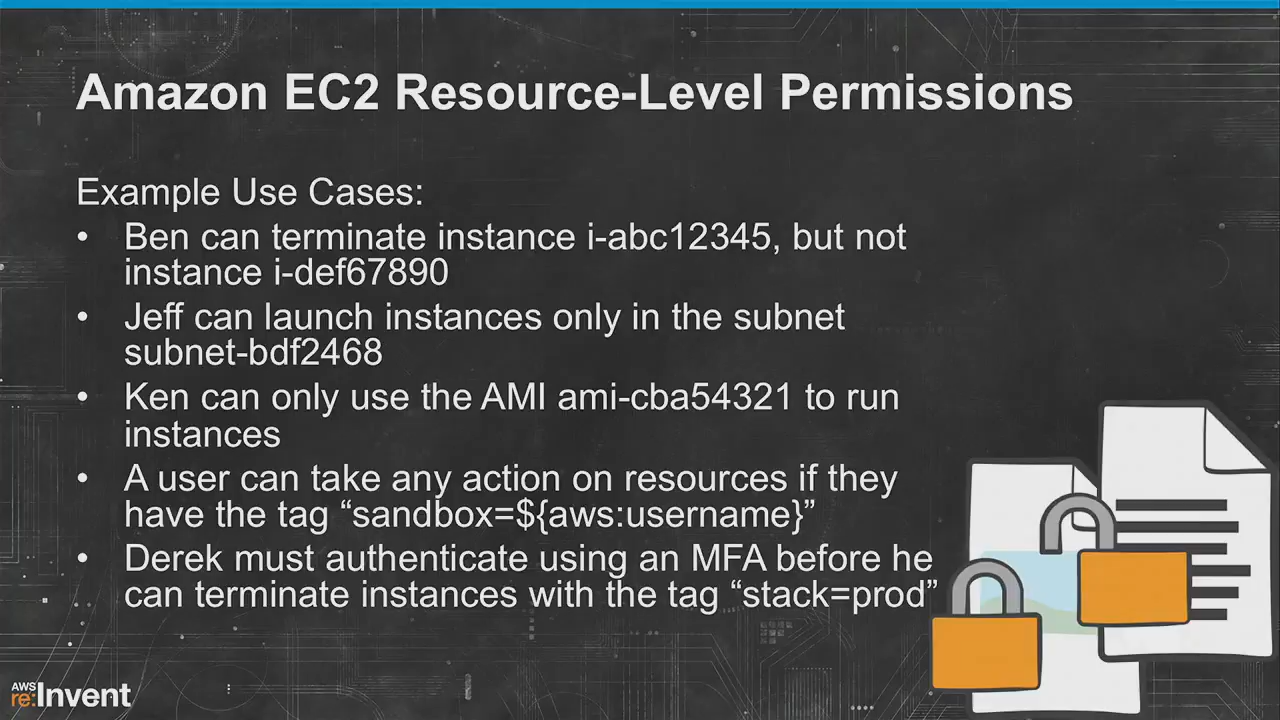 Amazon EC2 Resource-Level Permissions
Example Use Cases:
• Ben can terminate instance i-abc12345, but not
instance i-def67890
• Jeff can launch instances only in the subnet
subnet-bdf2468
• Ken can only use the AMI ami-cba54321 to run
instances
• A user can take any action on resources if they
have the tag “sandbox=${aws:username}”
• Derek must authenticate using an MFA before he
can terminate instances with the tag “stack=prod”
AWS
re:Invent